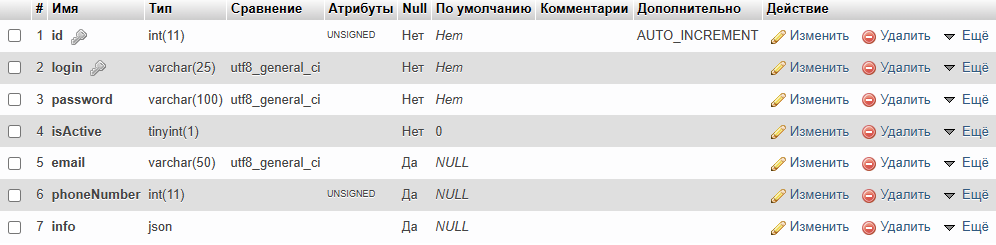 # Имя Тип Сравнение Атрибуты Null По умолчанию Комментарии Дополнительно Действие
1 id int(11) UNSIGNED Нет Нет AUTO_INCREMENT Изменить Удалить Ещё
2 login varchar(25) utf8_general_ci Нет Нет Изменить Удалить Ещё
3 password varchar(100) utf8_general_ci Нет Нет Изменить Удалить Ещё
4 isActive tinyint(1) Нет 0 Изменить Удалить Ещё
5 email varchar(50) utf8_general_ci Да NULL Изменить Удалить Ещё
6 phoneNumber int(11) UNSIGNED Да NULL Изменить Удалить Ещё
7 info json Да NULL Изменить Удалить Ещё